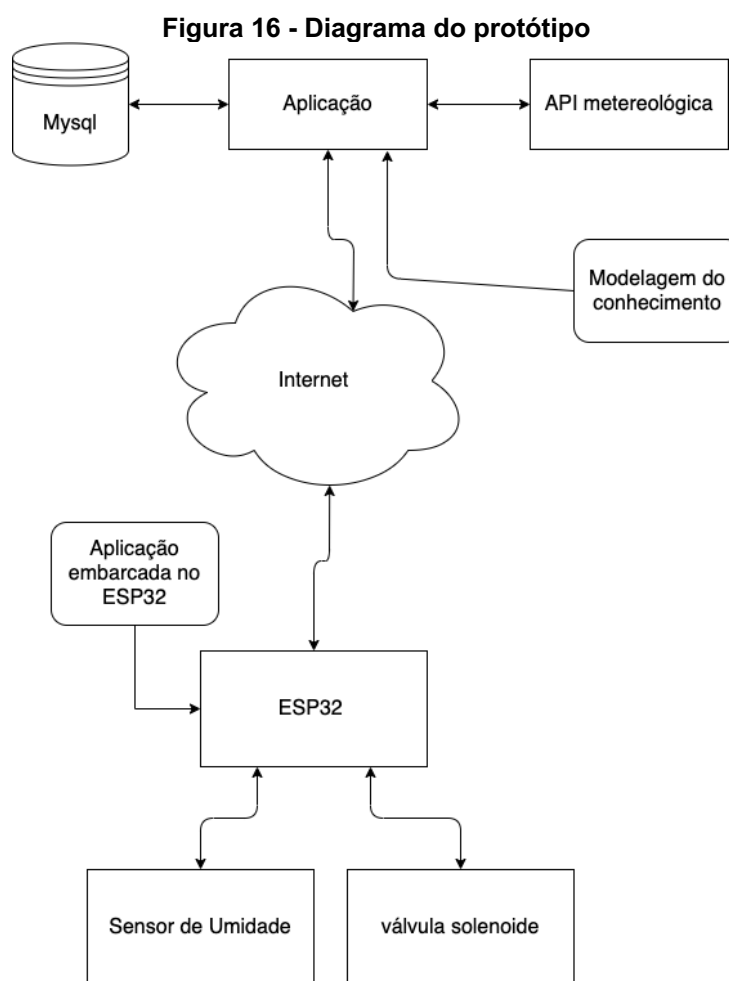 Figura 16 - Diagrama do protótipo
Mysql
Aplicação
API metereológica
Modelagem do
conhecimento
Internet
Aplicação
embarcada no
ESP32
ESP32
Sensor de Umidade
válvula solenoide